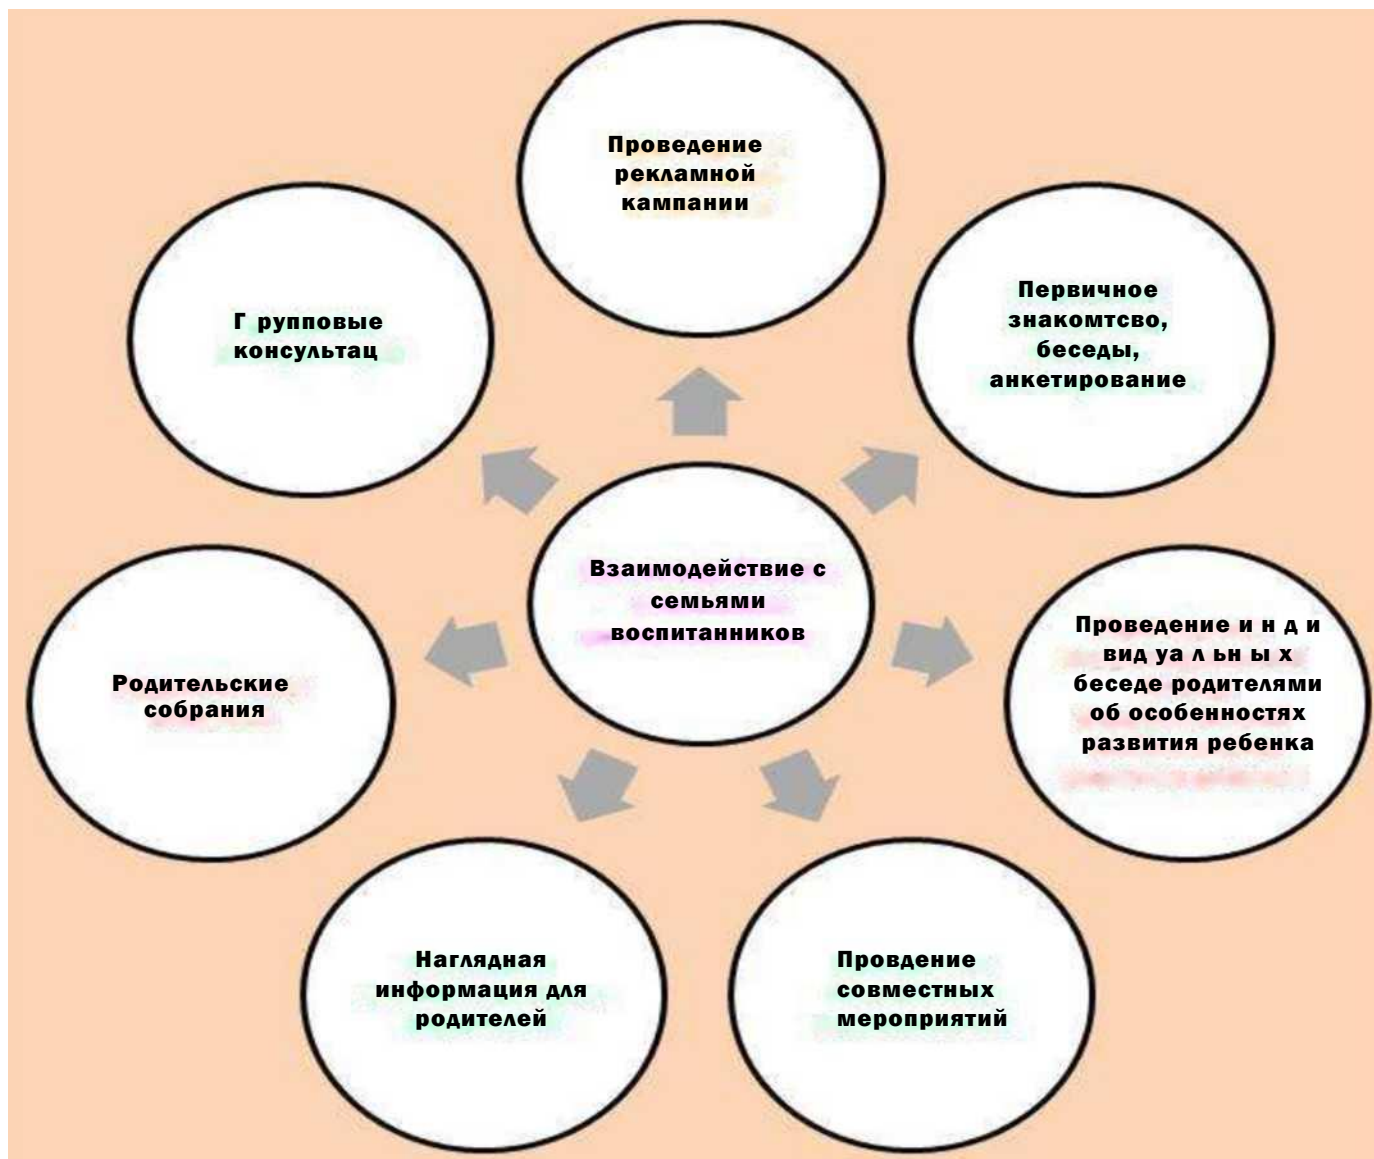 Проведение
рекламной
кампании
Первичное
знакомтсво,
беседы,
анкетирование
Г рупповые
консультац
Взаимодействие с
семьями
воспитанников
Проведение и н д и
вид уа л ьн ы х
беседе родителями
об особенностях
развития ребенка
Родительские
собрания
Наглядная
информация для
родителей
Провдение
совместных
мероприятий